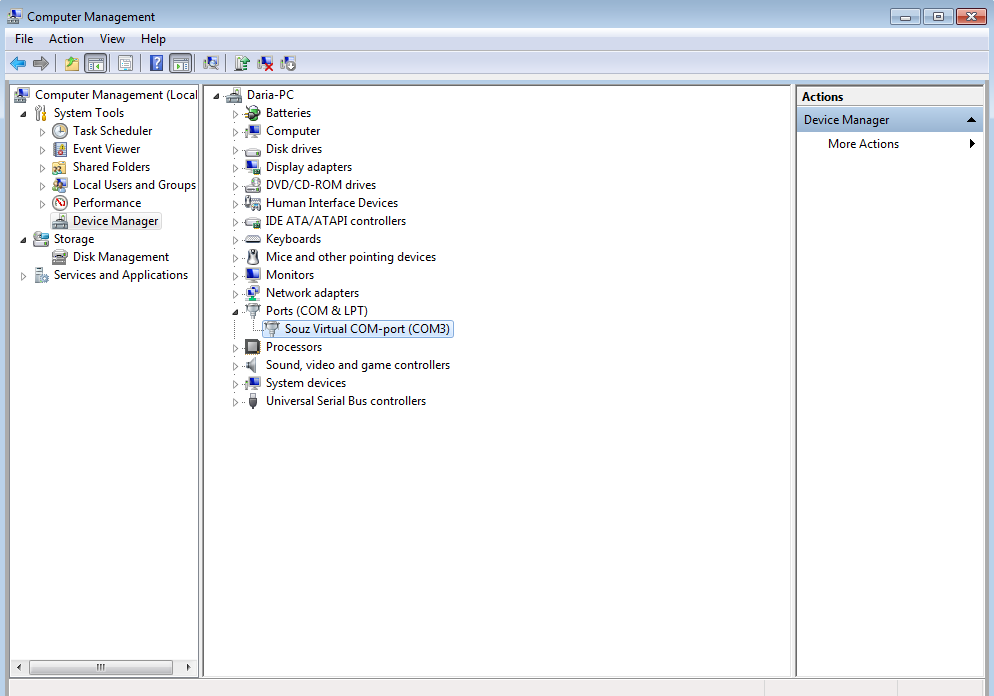 Computer Management
File Action View Help
Computer Management (Local
System Tools
Task Scheduler
Event Viewer
Shared Folders
Local Users and Groups
Performance
Device Manager
Storage
Disk Management
Services and Applications
Daria-PC
Batteries
Computer
Disk drives
Display adapters
DVD/CD-ROM drives
Human Interface Devices
IDE ATA/ATAPI controllers
Keyboards
Mice and other pointing devices
Monitors
Network adapters
Ports (COM & LPT)
Souz Virtual COM-port (COM3)
Processors
Sound, video and game controllers
System devices
Universal Serial Bus controllers
Actions
Device Manager
More Actions